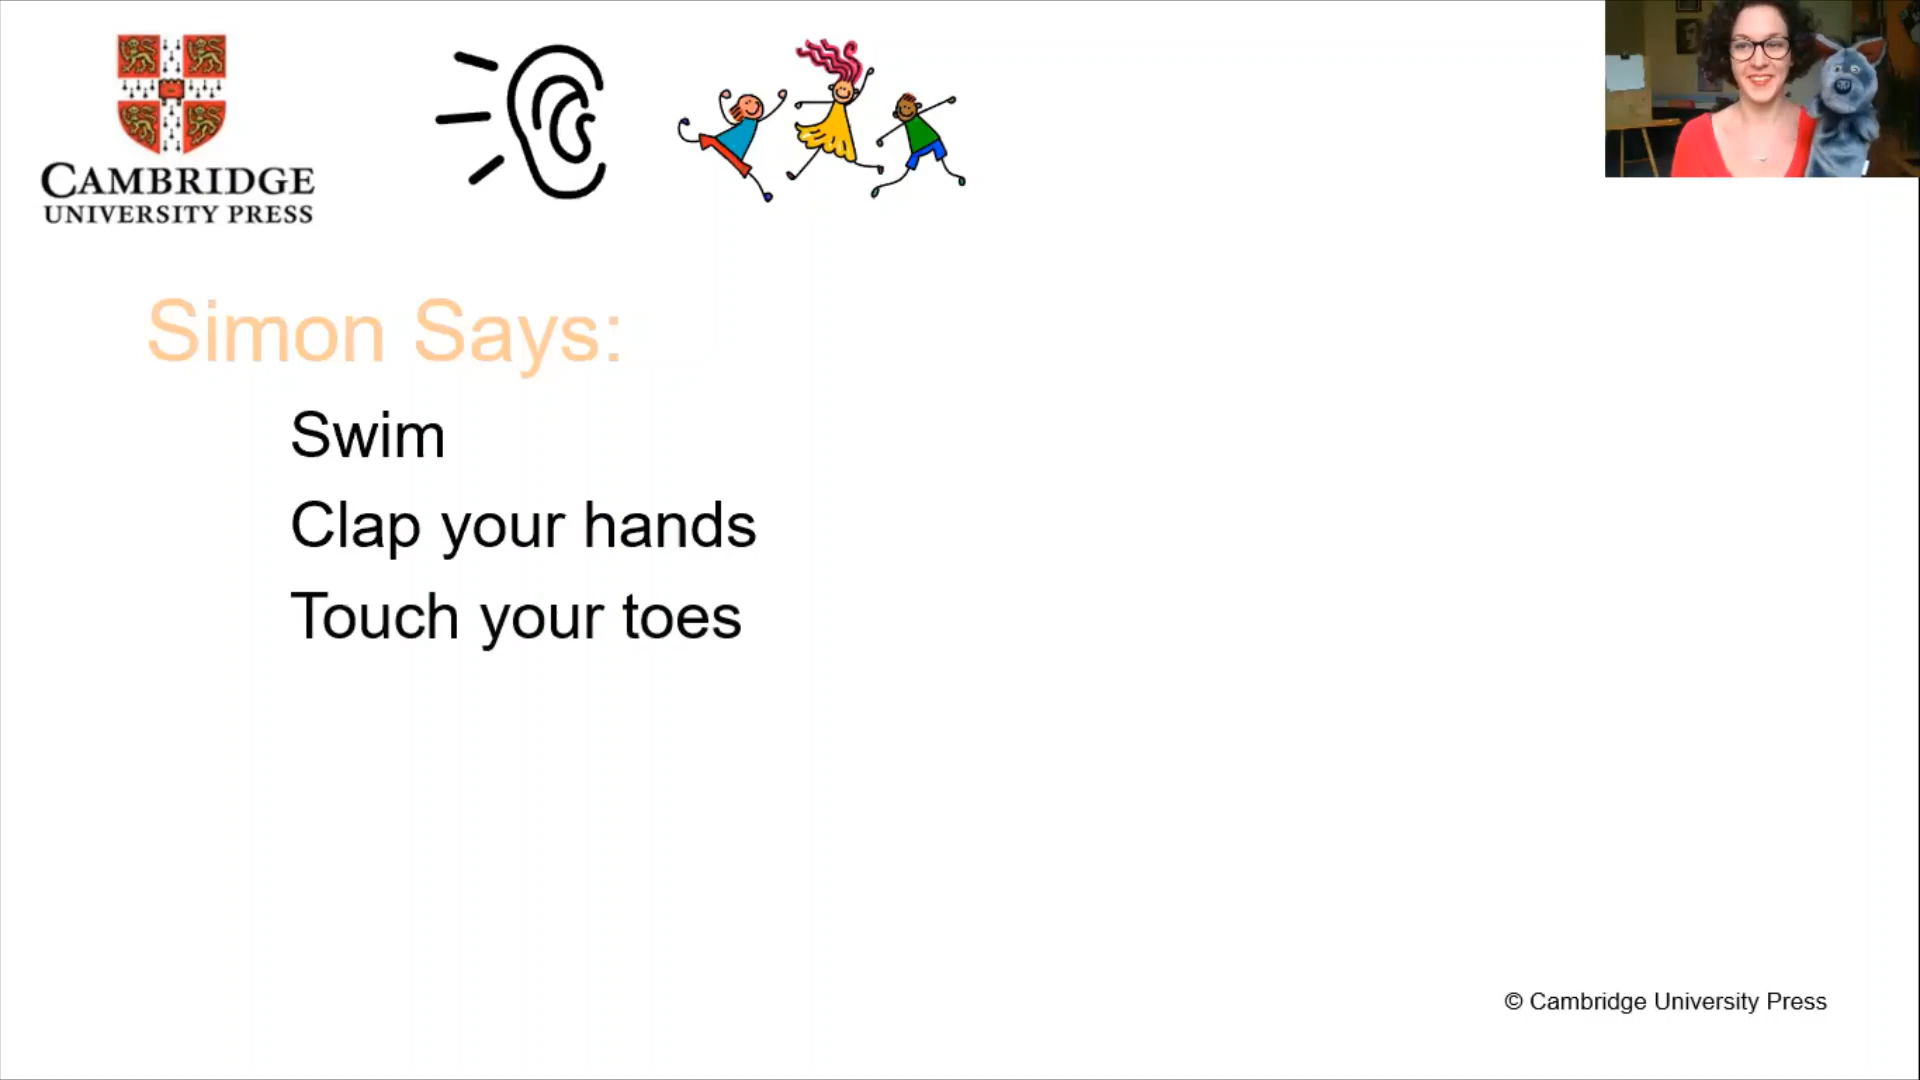 CAMBRIDGE
UNIVERSITY PRESS
Simon Says:
Swim
Clap your hands
Touch your toes
© Cambridge University Press